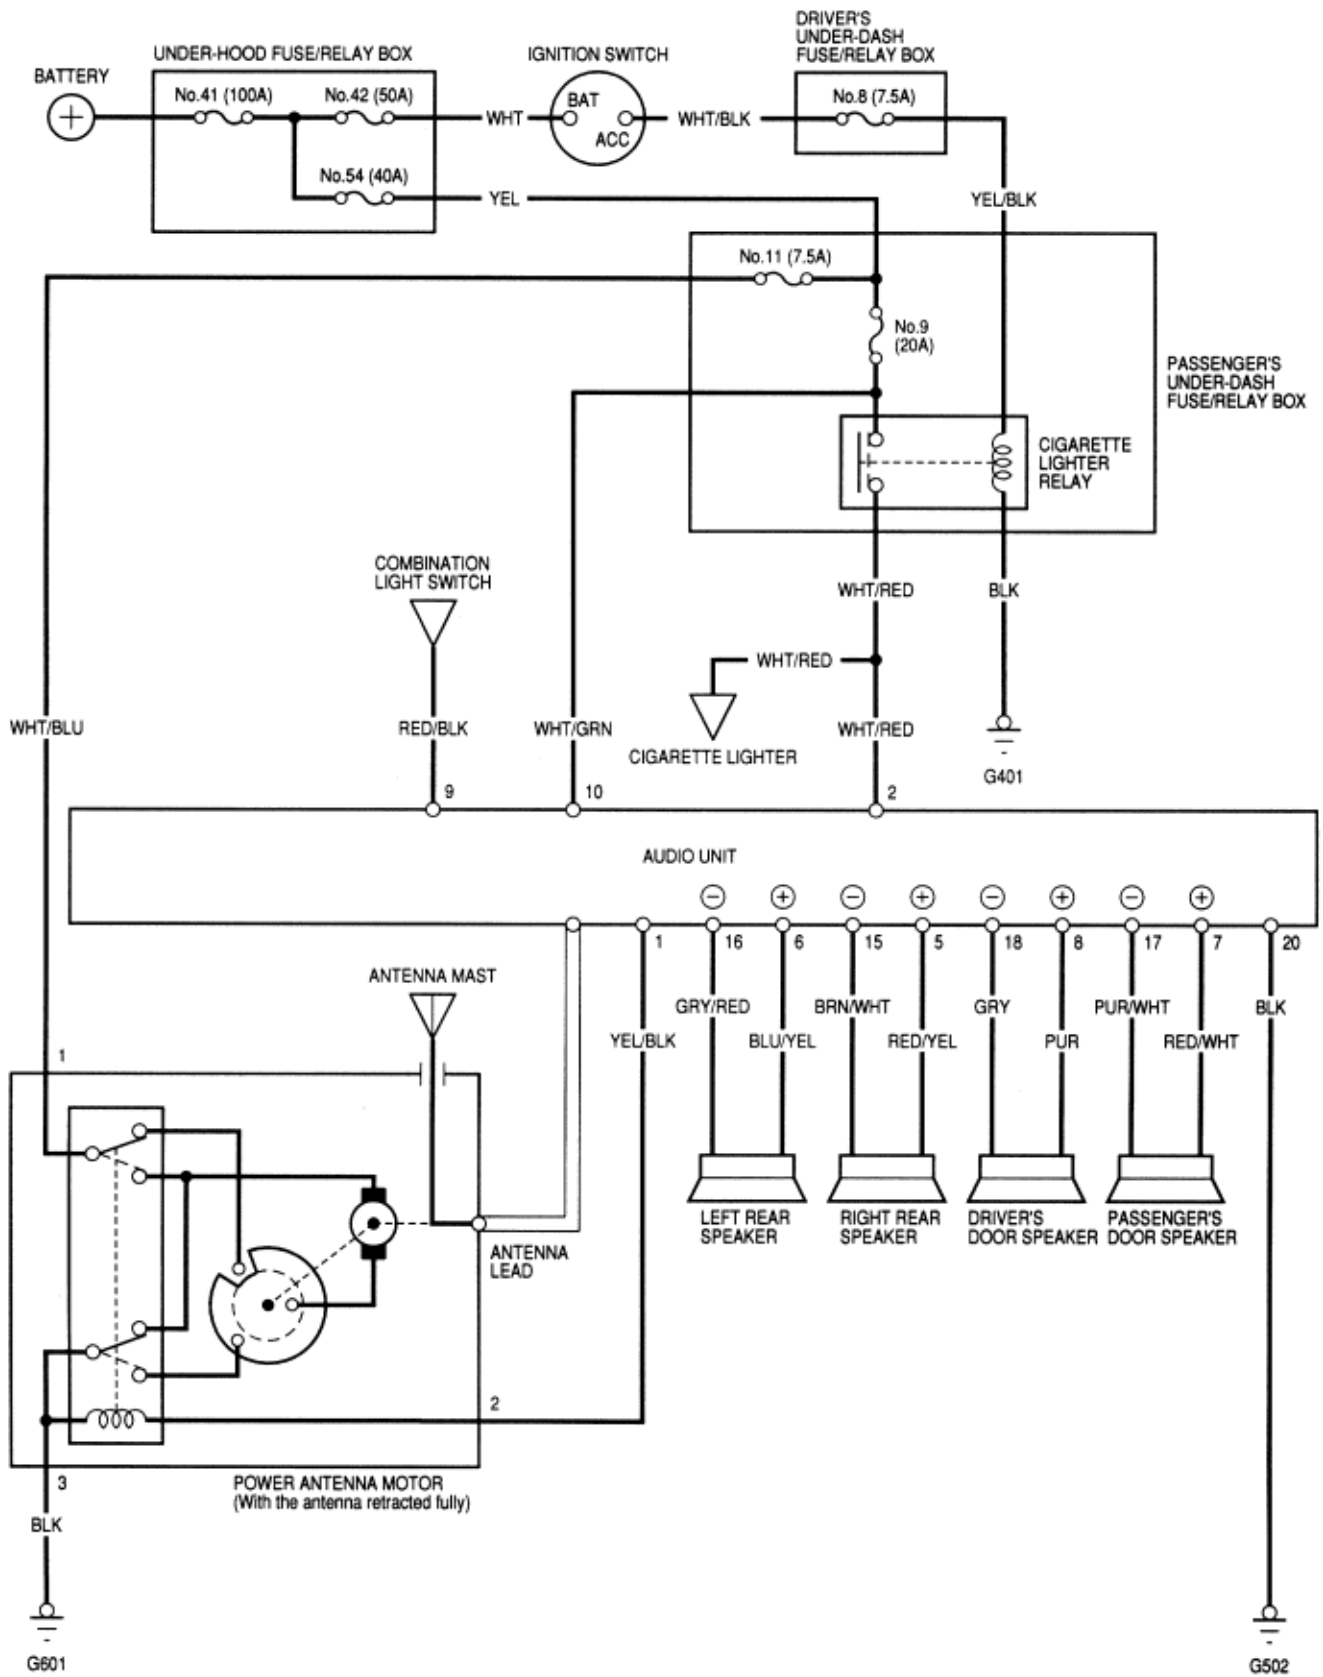 DRIVER'S
UNDER-DASH
FUSE/RELAY BOX
UNDER-HOOD FUSE/RELAY BOX
IGNITION SWITCH
BATTERY
No.41 (100A)
No.42 (50A)
BAT
No.8 (7.5A)
+
WHT
WHT/BLK
ACC
No.54 (40A)
YEL
YEL/BLK
No.11 (7.5A)
No.9
(20A)
PASSENGER'S
UNDER-DASH
FUSE/RELAY BOX
CIGARETTE
LIGHTER
RELAY
COMBINATION
LIGHT SWITCH
WHT/RED
BLK
WHT/RED
WHT/BLU
RED/BLK
WHT/GRN
WHT/RED
CIGARETTE LIGHTER
G401
9
10
2
AUDIO UNIT
−
+
−
+
−
+
−
+
1
16
6
15
5
18
8
17
7
20
ANTENNA MAST
GRY/RED
BRN/WHT
GRY
PUR/WHT
BLK
YEL/BLK
BLU/YEL
RED/YEL
PUR
RED/WHT
1
LEFT REAR
SPEAKER
RIGHT REAR
SPEAKER
DRIVER'S
DOOR SPEAKER
PASSENGER'S
DOOR SPEAKER
ANTENNA
LEAD
2
3
POWER ANTENNA MOTOR
(With the antenna retracted fully)
BLK
G601
G502